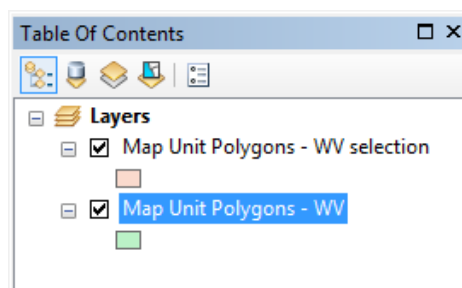 Table Of Contents
Layers
Map Unit Polygons - WV selection
Map Unit Polygons - WV